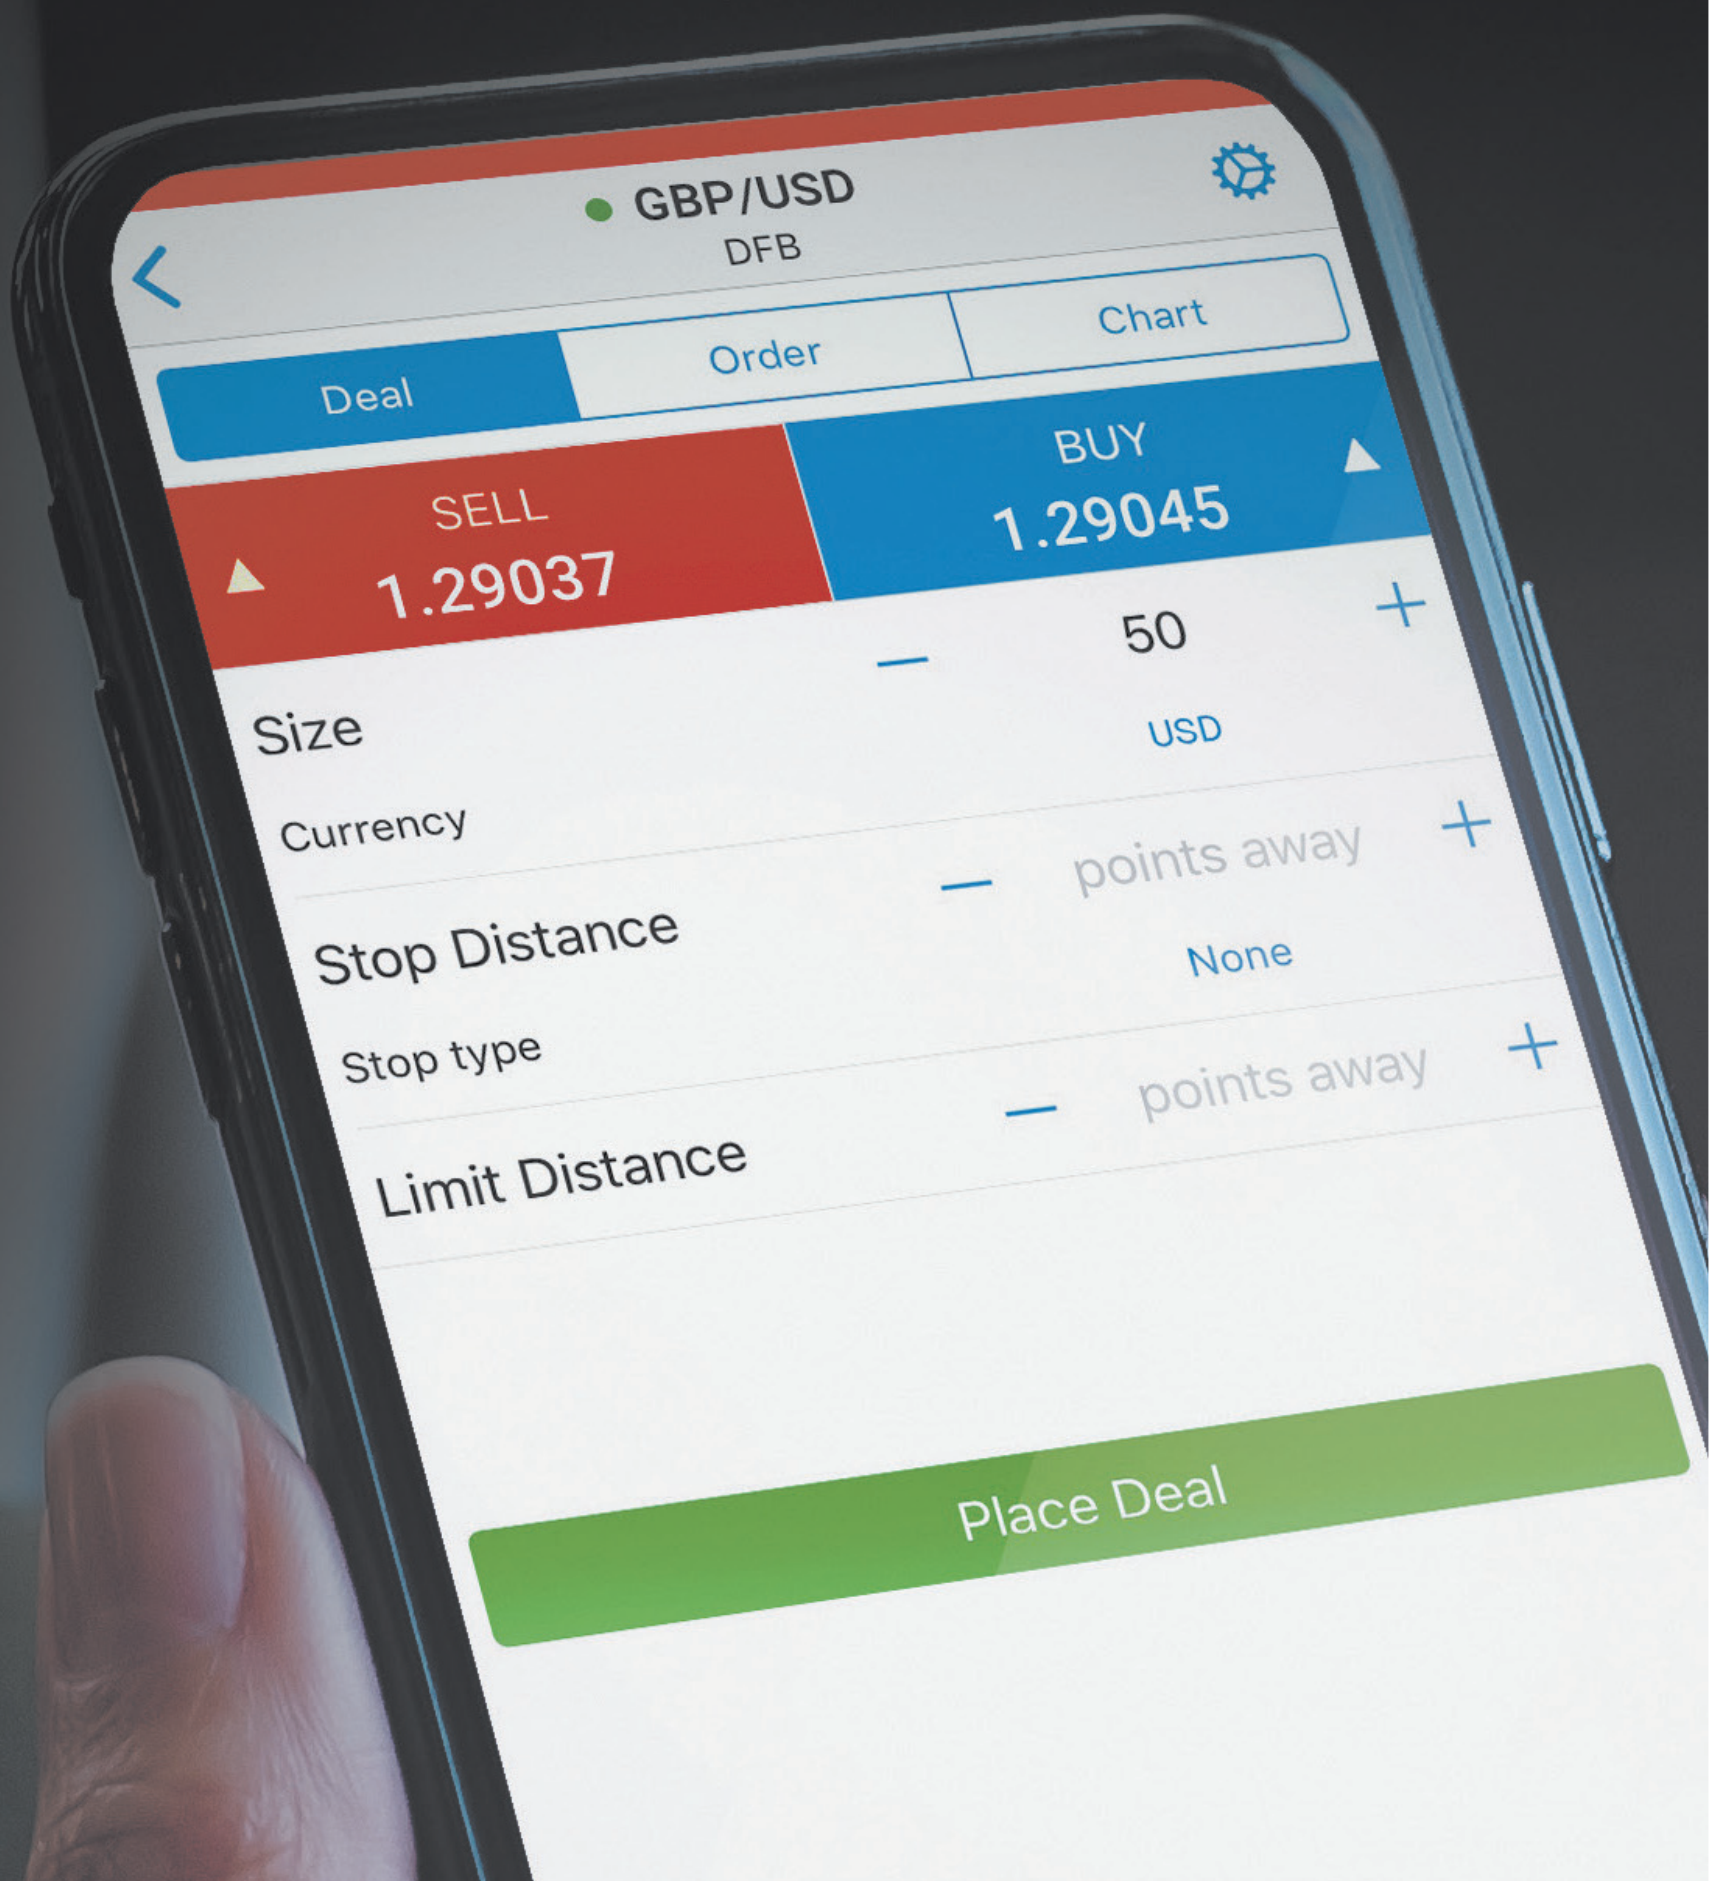 GBP/USD
DFB
Deal Order Chart
SELL BUY
1.29037 1.29045
Size 50
Currency USD
Stop Distance points away
Stop type None
Limit Distance points away
Place Deal